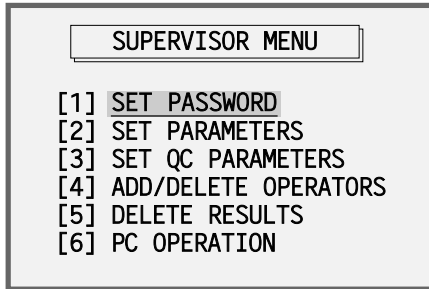 SUPERVISOR MENU
[1] SET PASSWORD
[2] SET PARAMETERS
[3] SET QC PARAMETERS
[4] ADD/DELETE OPERATORS
[5] DELETE RESULTS
[6] PC OPERATION